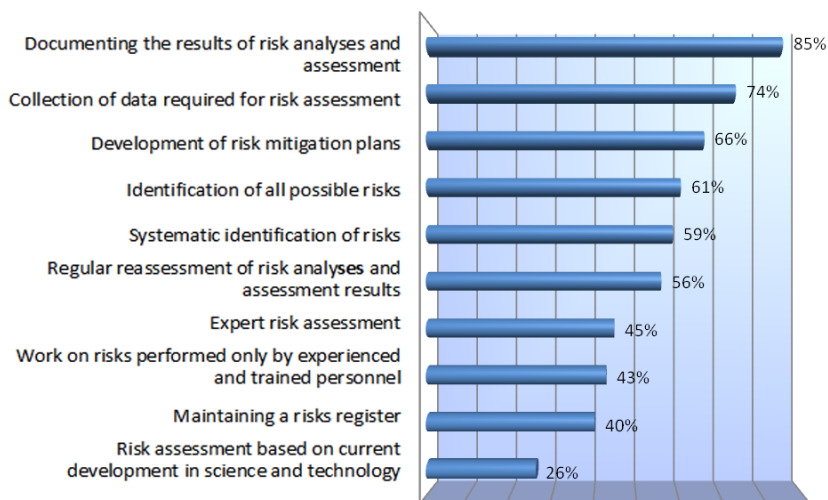 Documenting the results of risk analyses and
assessment
85%
Collection of data required for risk assessment
74%
Development of risk mitigation plans
66%
Identification of all possible risks
61%
Systematic identification of risks
59%
Regular reassessment of risk analyses and
assessment results
56%
Expert risk assessment
45%
Work on risks performed only by experienced
and trained personnel
43%
Maintaining a risks register
40%
Risk assessment based on current
development in science and technology
26%